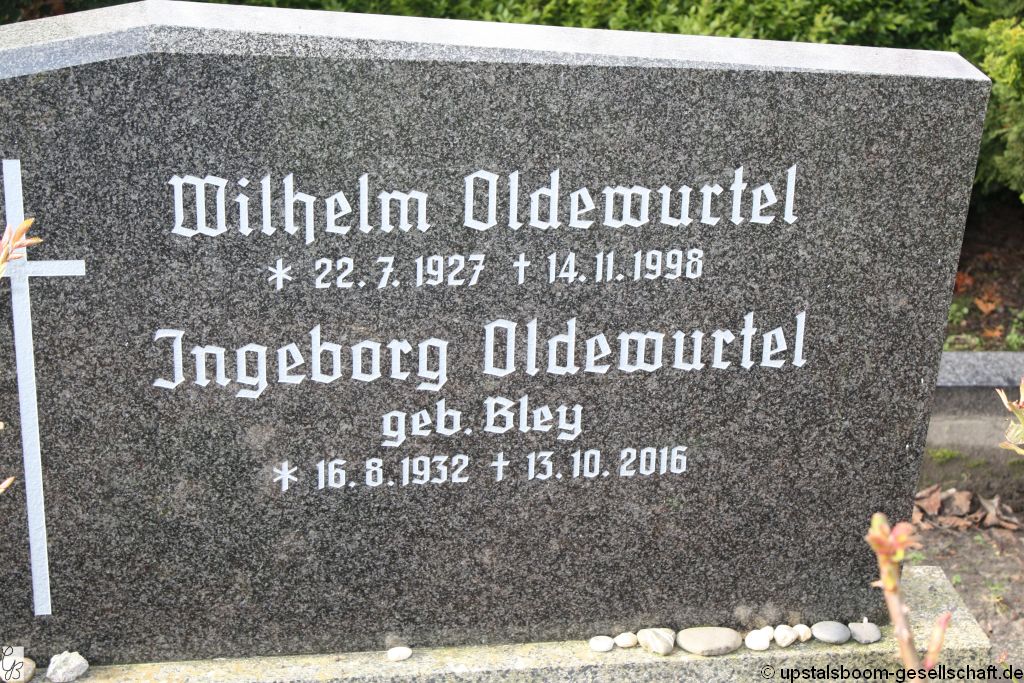 Wilhelm Oldewurtel
* 22.7.1927 † 14.11.1998
Ingeborg Oldewurtel
geb. Bley
* 16.8.1932 † 13.10.2016
© upstalsboom-gesellschaft.de